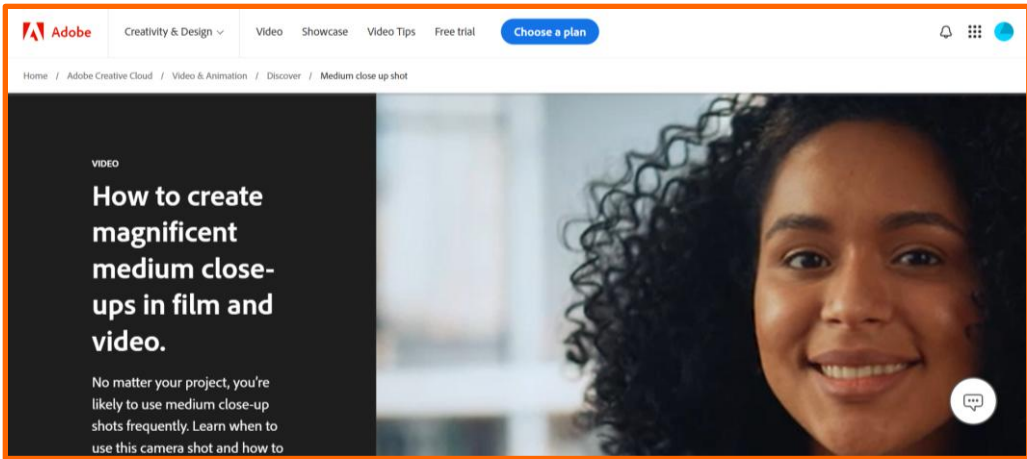 Adobe Creativity & Design Video Showcase Video Tips Free trial Choose a plan
Home / Adobe Creative Cloud / Video & Animation / Discover / Medium close up shot
VIDEO
How to create
magnificent
medium close-
ups in film and
video.
No matter your project, you're
likely to use medium close-up
shots frequently. Learn when to
use this camera shot and how to